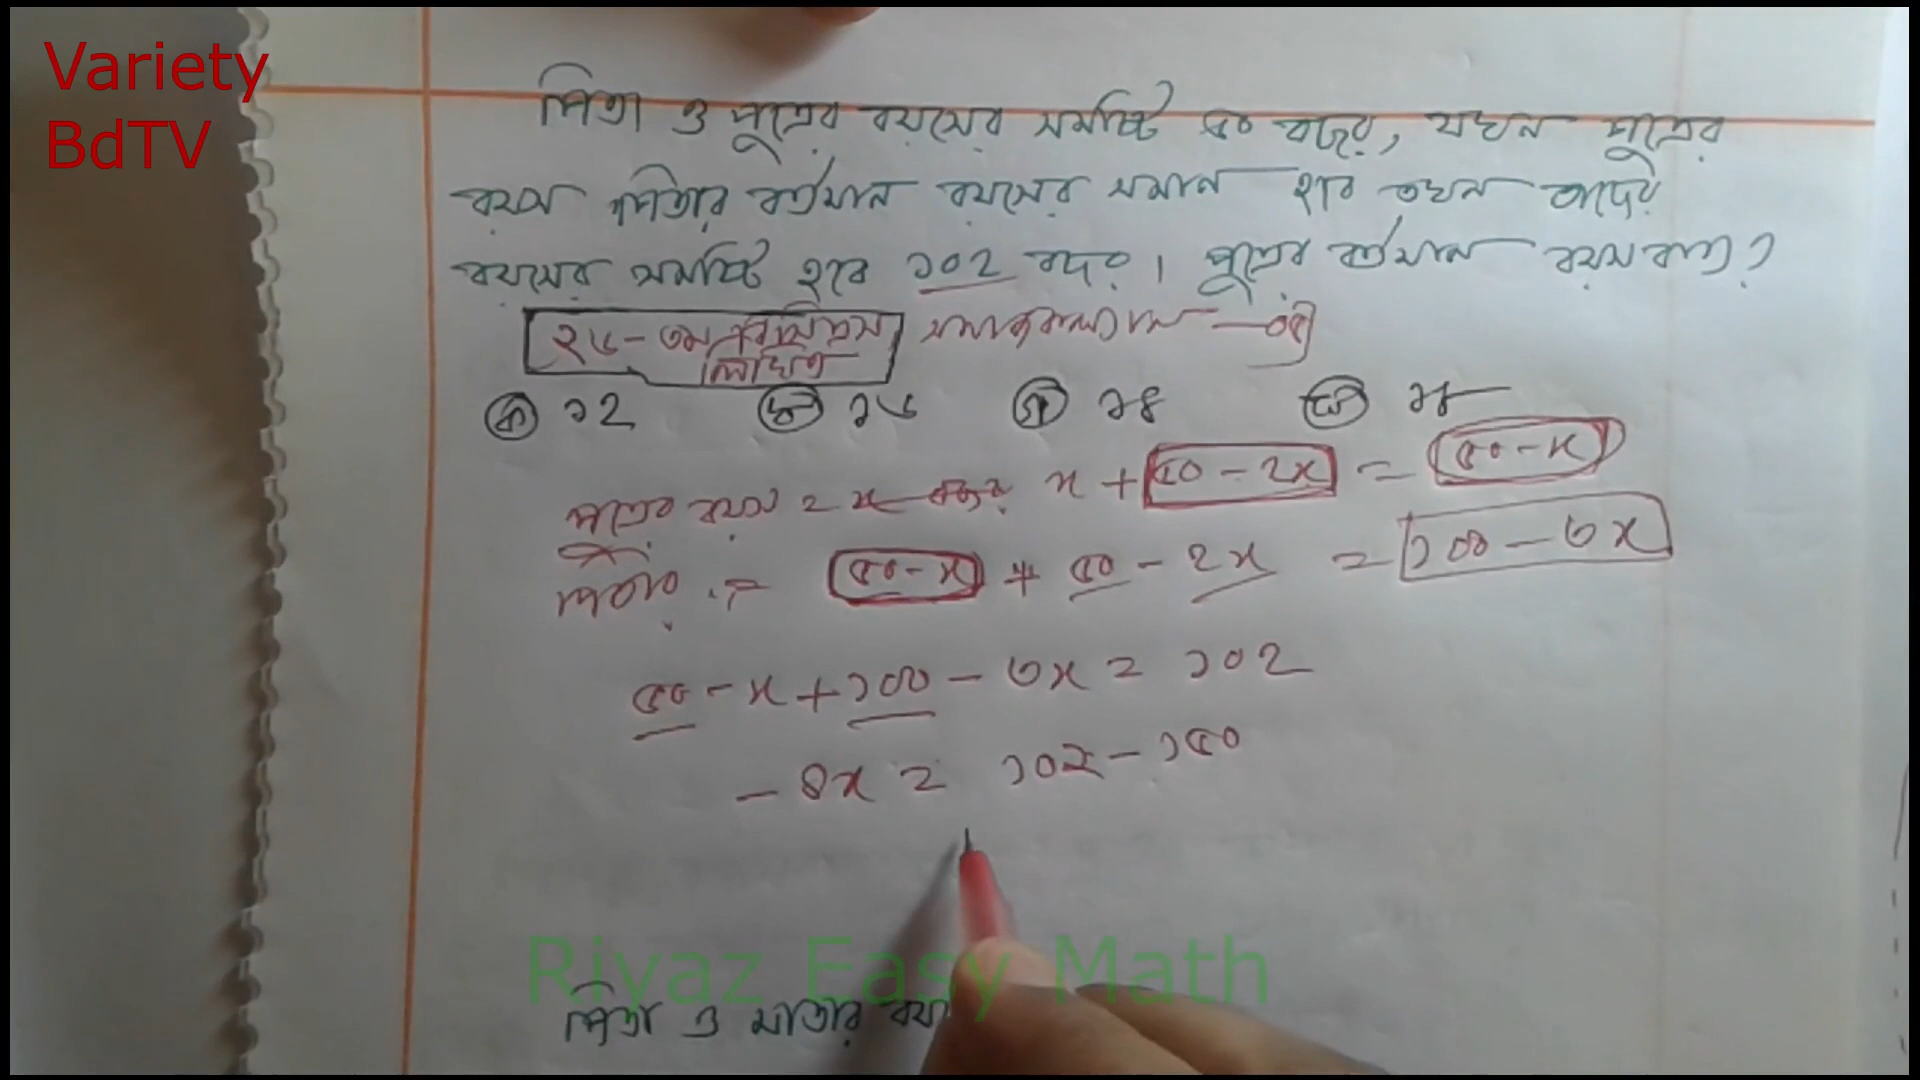 Variety
BdTV
পিতা ও পুত্রের বয়সের সমষ্টি ৫০ বছর, যখন পুত্রের
বয়স পিতার বর্তমান বয়সের সমান হবে তখন তাদের
বয়সের সমষ্টি হবে ১০২ বছর। পুত্রের বর্তমান বয়স কত?
২৬-তম বিসিএস
লিখিত
(ক) ১২ (খ) ১৬ (গ) ১৪ (ঘ) ১৮
পুত্রের বয়স = x বছর x + ৫০ - 2x = ৫০-x
পিতার ,, = ৫০-x + ৫০ - 2x = ১০০ - ৩x
৫০ - x + ১০০ - ৩x = ১০২
- ৪x = ১০২ - ১৫০
Riyaz Easy Math
পিতা ও মাতার